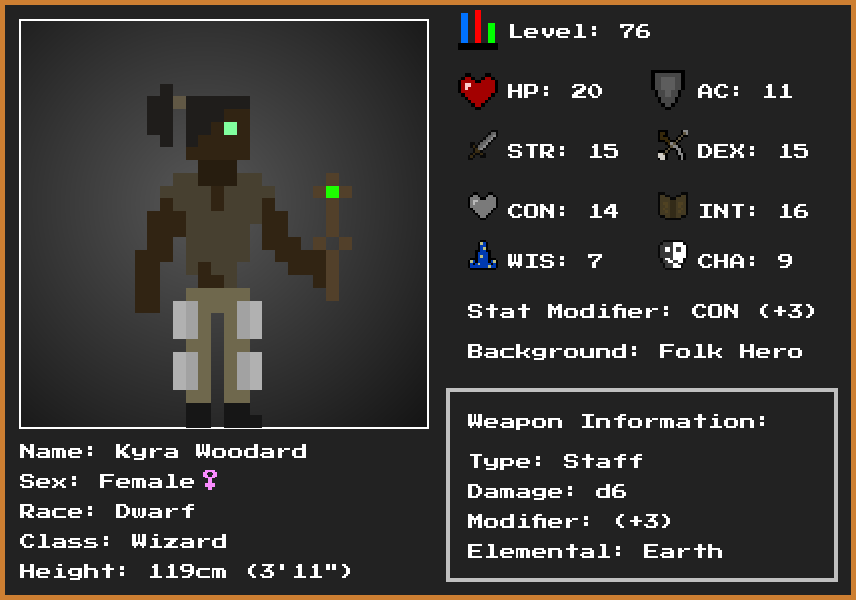 Level: 76
HP: 20 AC: 11
STR: 15 DEX: 15
CON: 14 INT: 16
WIS: 7 CHA: 9
Stat Modifier: CON (+3)
Background: Folk Hero
Weapon Information:
Type: Staff
Damage: d6
Modifier: (+3)
Elemental: Earth
Name: Kyra Woodard
Sex: Female♀
Race: Dwarf
Class: Wizard
Height: 119cm (3'11")